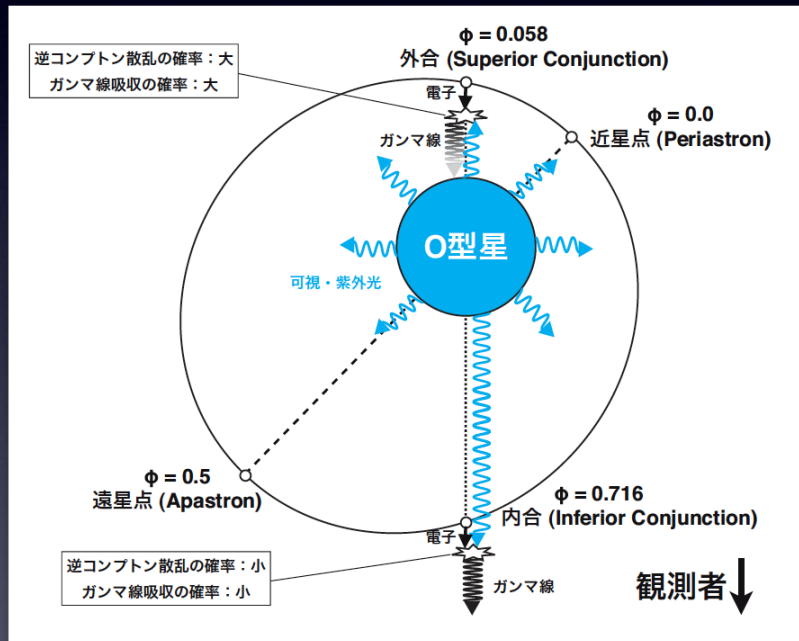 φ = 0.058
外合 (Superior Conjunction)
逆コンプトン散乱の確率：大
ガンマ線吸収の確率：大
電子
ガンマ線
φ = 0.0
近星点 (Periastron)
O型星
可視・紫外光
φ = 0.5
遠星点 (Apastron)
φ = 0.716
内合 (Inferior Conjunction)
電子
逆コンプトン散乱の確率：小
ガンマ線吸収の確率：小
ガンマ線
観測者